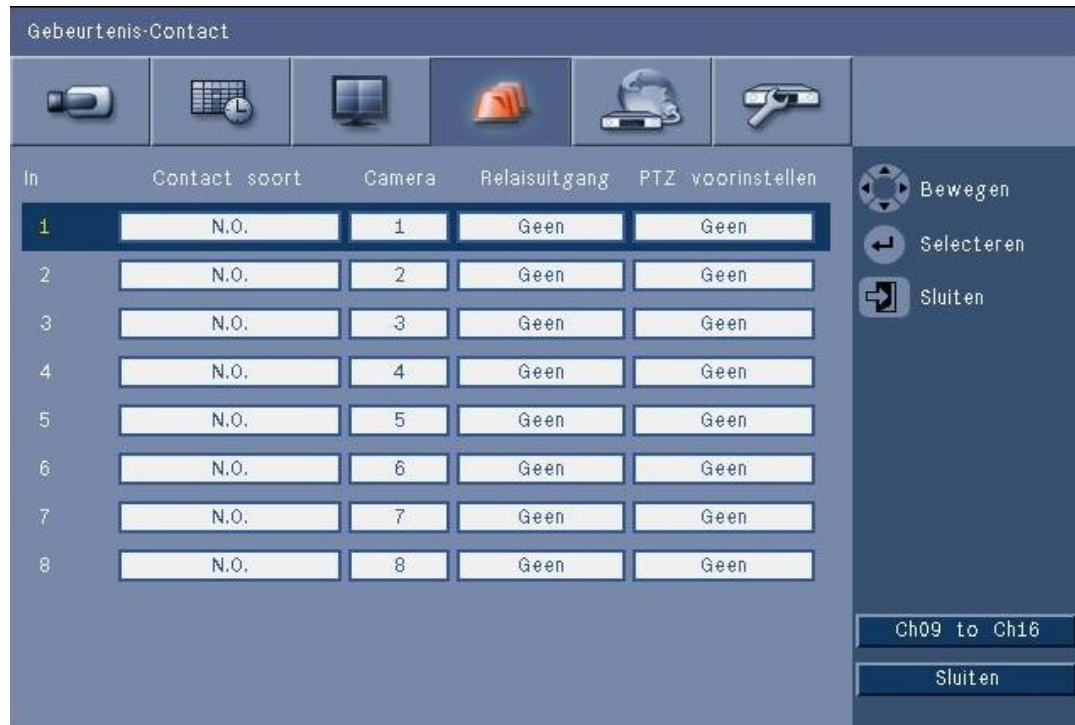 Gebeurtenis-Contact
In Contact soort Camera Relaisuitgang PTZ voorinstellen
1 N.O. 1 Geen Geen
2 N.O. 2 Geen Geen
3 N.O. 3 Geen Geen
4 N.O. 4 Geen Geen
5 N.O. 5 Geen Geen
6 N.O. 6 Geen Geen
7 N.O. 7 Geen Geen
8 N.O. 8 Geen Geen
Bewegen
Selecteren
Sluiten
Ch09 to Ch16
Sluiten